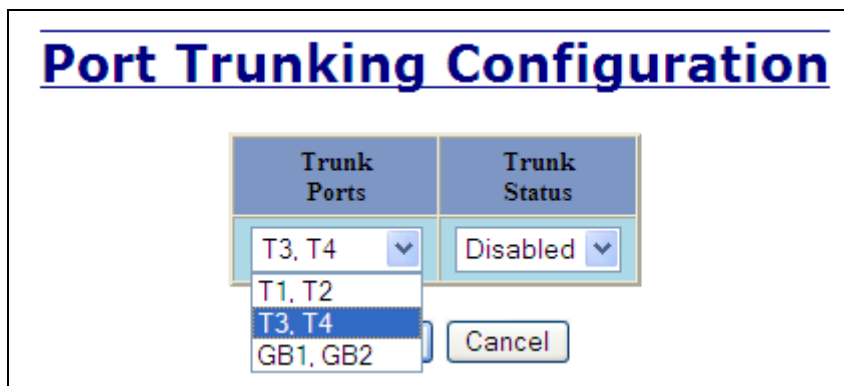 Port Trunking Configuration
Trunk
Ports
Trunk
Status
T3, T4
Disabled
T1, T2
T3, T4
GB1, GB2
Cancel